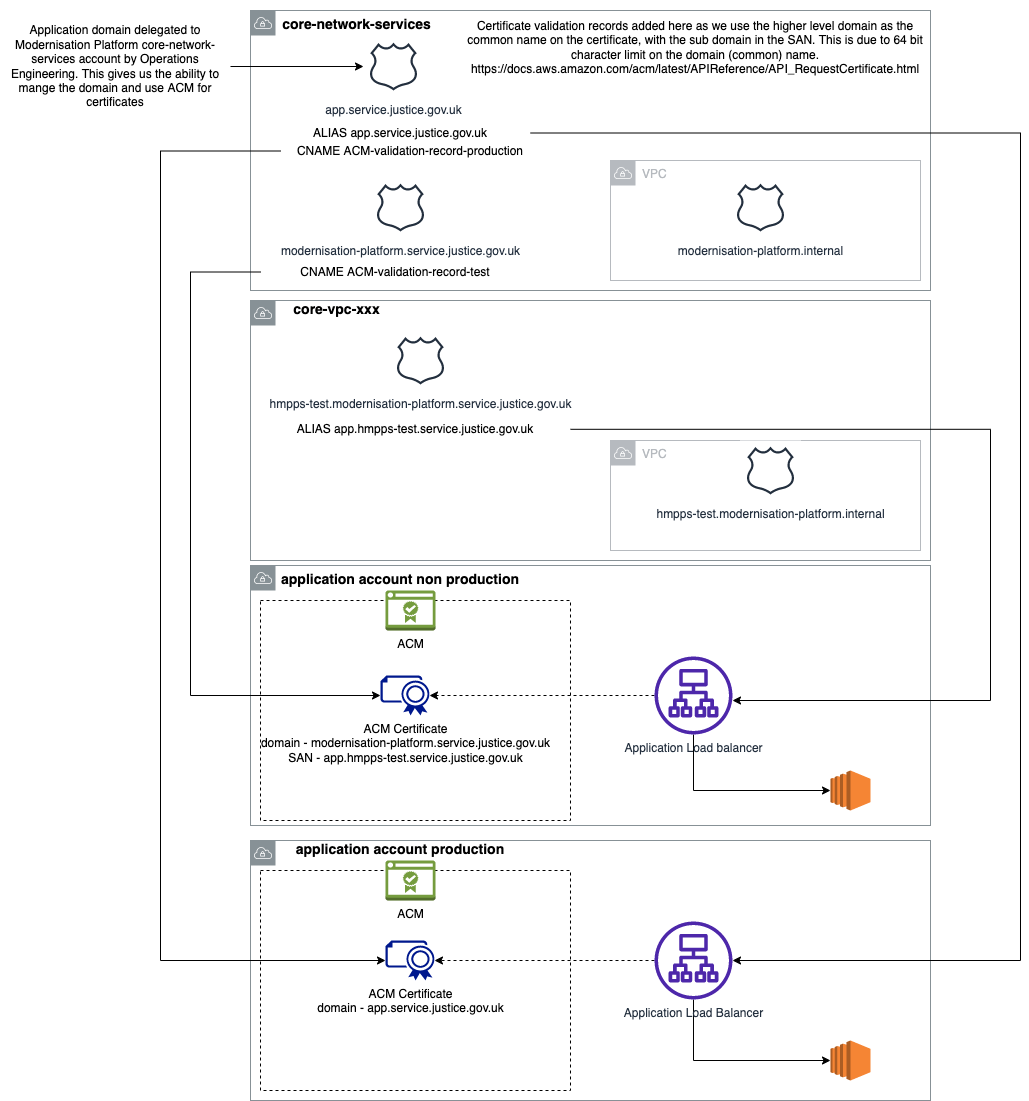 Application domain delegated to
Modernisation Platform core-network-
services account by Operations
Engineering. This gives us the ability to
mange the domain and use ACM for
certificates
core-network-services
Certificate validation records added here as we use the higher level domain as the
common name on the certificate, with the sub domain in the SAN. This is due to 64 bit
character limit on the domain (common) name.
https://docs.aws.amazon.com/acm/latest/APIReference/API_RequestCertificate.html
app.service.justice.gov.uk
ALIAS app.service.justice.gov.uk
CNAME ACM-validation-record-production
VPC
modernisation-platform.service.justice.gov.uk
modernisation-platform.internal
CNAME ACM-validation-record-test
core-vpc-xxx
hmpps-test.modernisation-platform.service.justice.gov.uk
ALIAS app.hmpps-test.service.justice.gov.uk
VPC
hmpps-test.modernisation-platform.internal
application account non production
ACM
ACM Certificate
domain - modernisation-platform.service.justice.gov.uk
SAN - app.hmpps-test.service.justice.gov.uk
Application Load balancer
application account production
ACM
ACM Certificate
domain - app.service.justice.gov.uk
Application Load Balancer